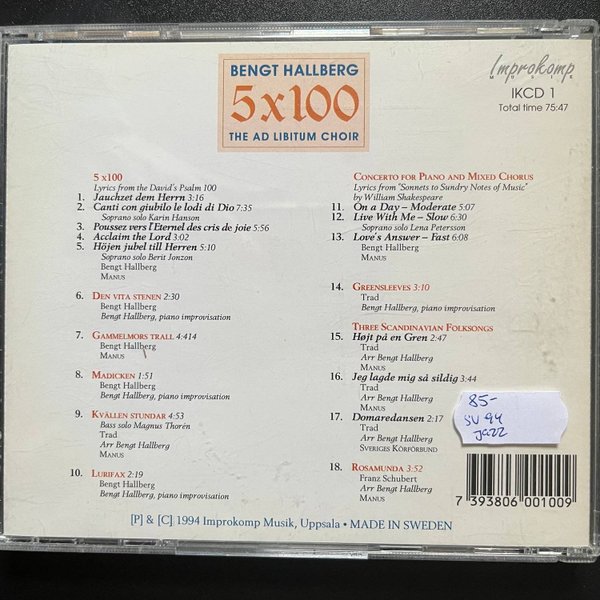 BENGT HALLBERG
5x100
THE AD LIBITUM CHOIR
Improkomp
MUSIK
IKCD 1
Total time 75:47
5 x100
Lyrics from the David's Psalm 100
1. Jauchzet dem Herrn 3:16
2. Canti con giubilo le lodi di Dio 7:35
Soprano solo Karin Hanson
3. Poussez vers l'Eternel des cris de joie 5:56
4. Acclaim the Lord 3:02
5. Höjen jubel till Herren 5:10
Soprano solo Berit Jonzon
Bengt Hallberg
MANUS
6. DEN VITA STENEN 2:30
Bengt Hallberg
Bengt Hallberg, piano improvisation
7. GAMMELMORS TRALL 4:414
Bengt Hallberg
MANUS
8. MADICKEN 1:51
Bengt Hallberg
Bengt Hallberg, piano improvisation
9. KVÄLLEN STUNDAR 4:53
Bass solo Magnus Thorén
Trad
Arr Bengt Hallberg
MANUS
10. LURIFAX 2:19
Bengt Hallberg
Bengt Hallberg, piano improvisation
CONCERTO FOR PIANO AND MIXED CHORUS
Lyrics from "Sonnets to Sundry Notes of Music"
by William Shakespeare
11. On a Day – Moderate 5:07
12. Live With Me – Slow 6:30
Soprano solo Lena Petersson
13. Love's Answer – Fast 6:08
Bengt Hallberg
MANUS
14. GREENSLEEVES 3:10
Trad
Bengt Hallberg, piano improvisation
THREE SCANDINAVIAN FOLKSONGS
15. Højt på en Gren 2:47
Trad
Arr Bengt Hallberg
16. Jeg lagde mig så sildig 3:44
Trad
Arr Bengt Hallberg
17. Domaredansen 2:17
Trad
Arr Bengt Hallberg
SVERIGES KÖRFÖRBUND
18. ROSAMUNDA 3:52
Franz Schubert
Arr Bengt Hallberg
MANUS
85-
SV 94
Jazz
7 393806 001009
[P] & [C] 1994 Improkomp Musik, Uppsala • MADE IN SWEDEN